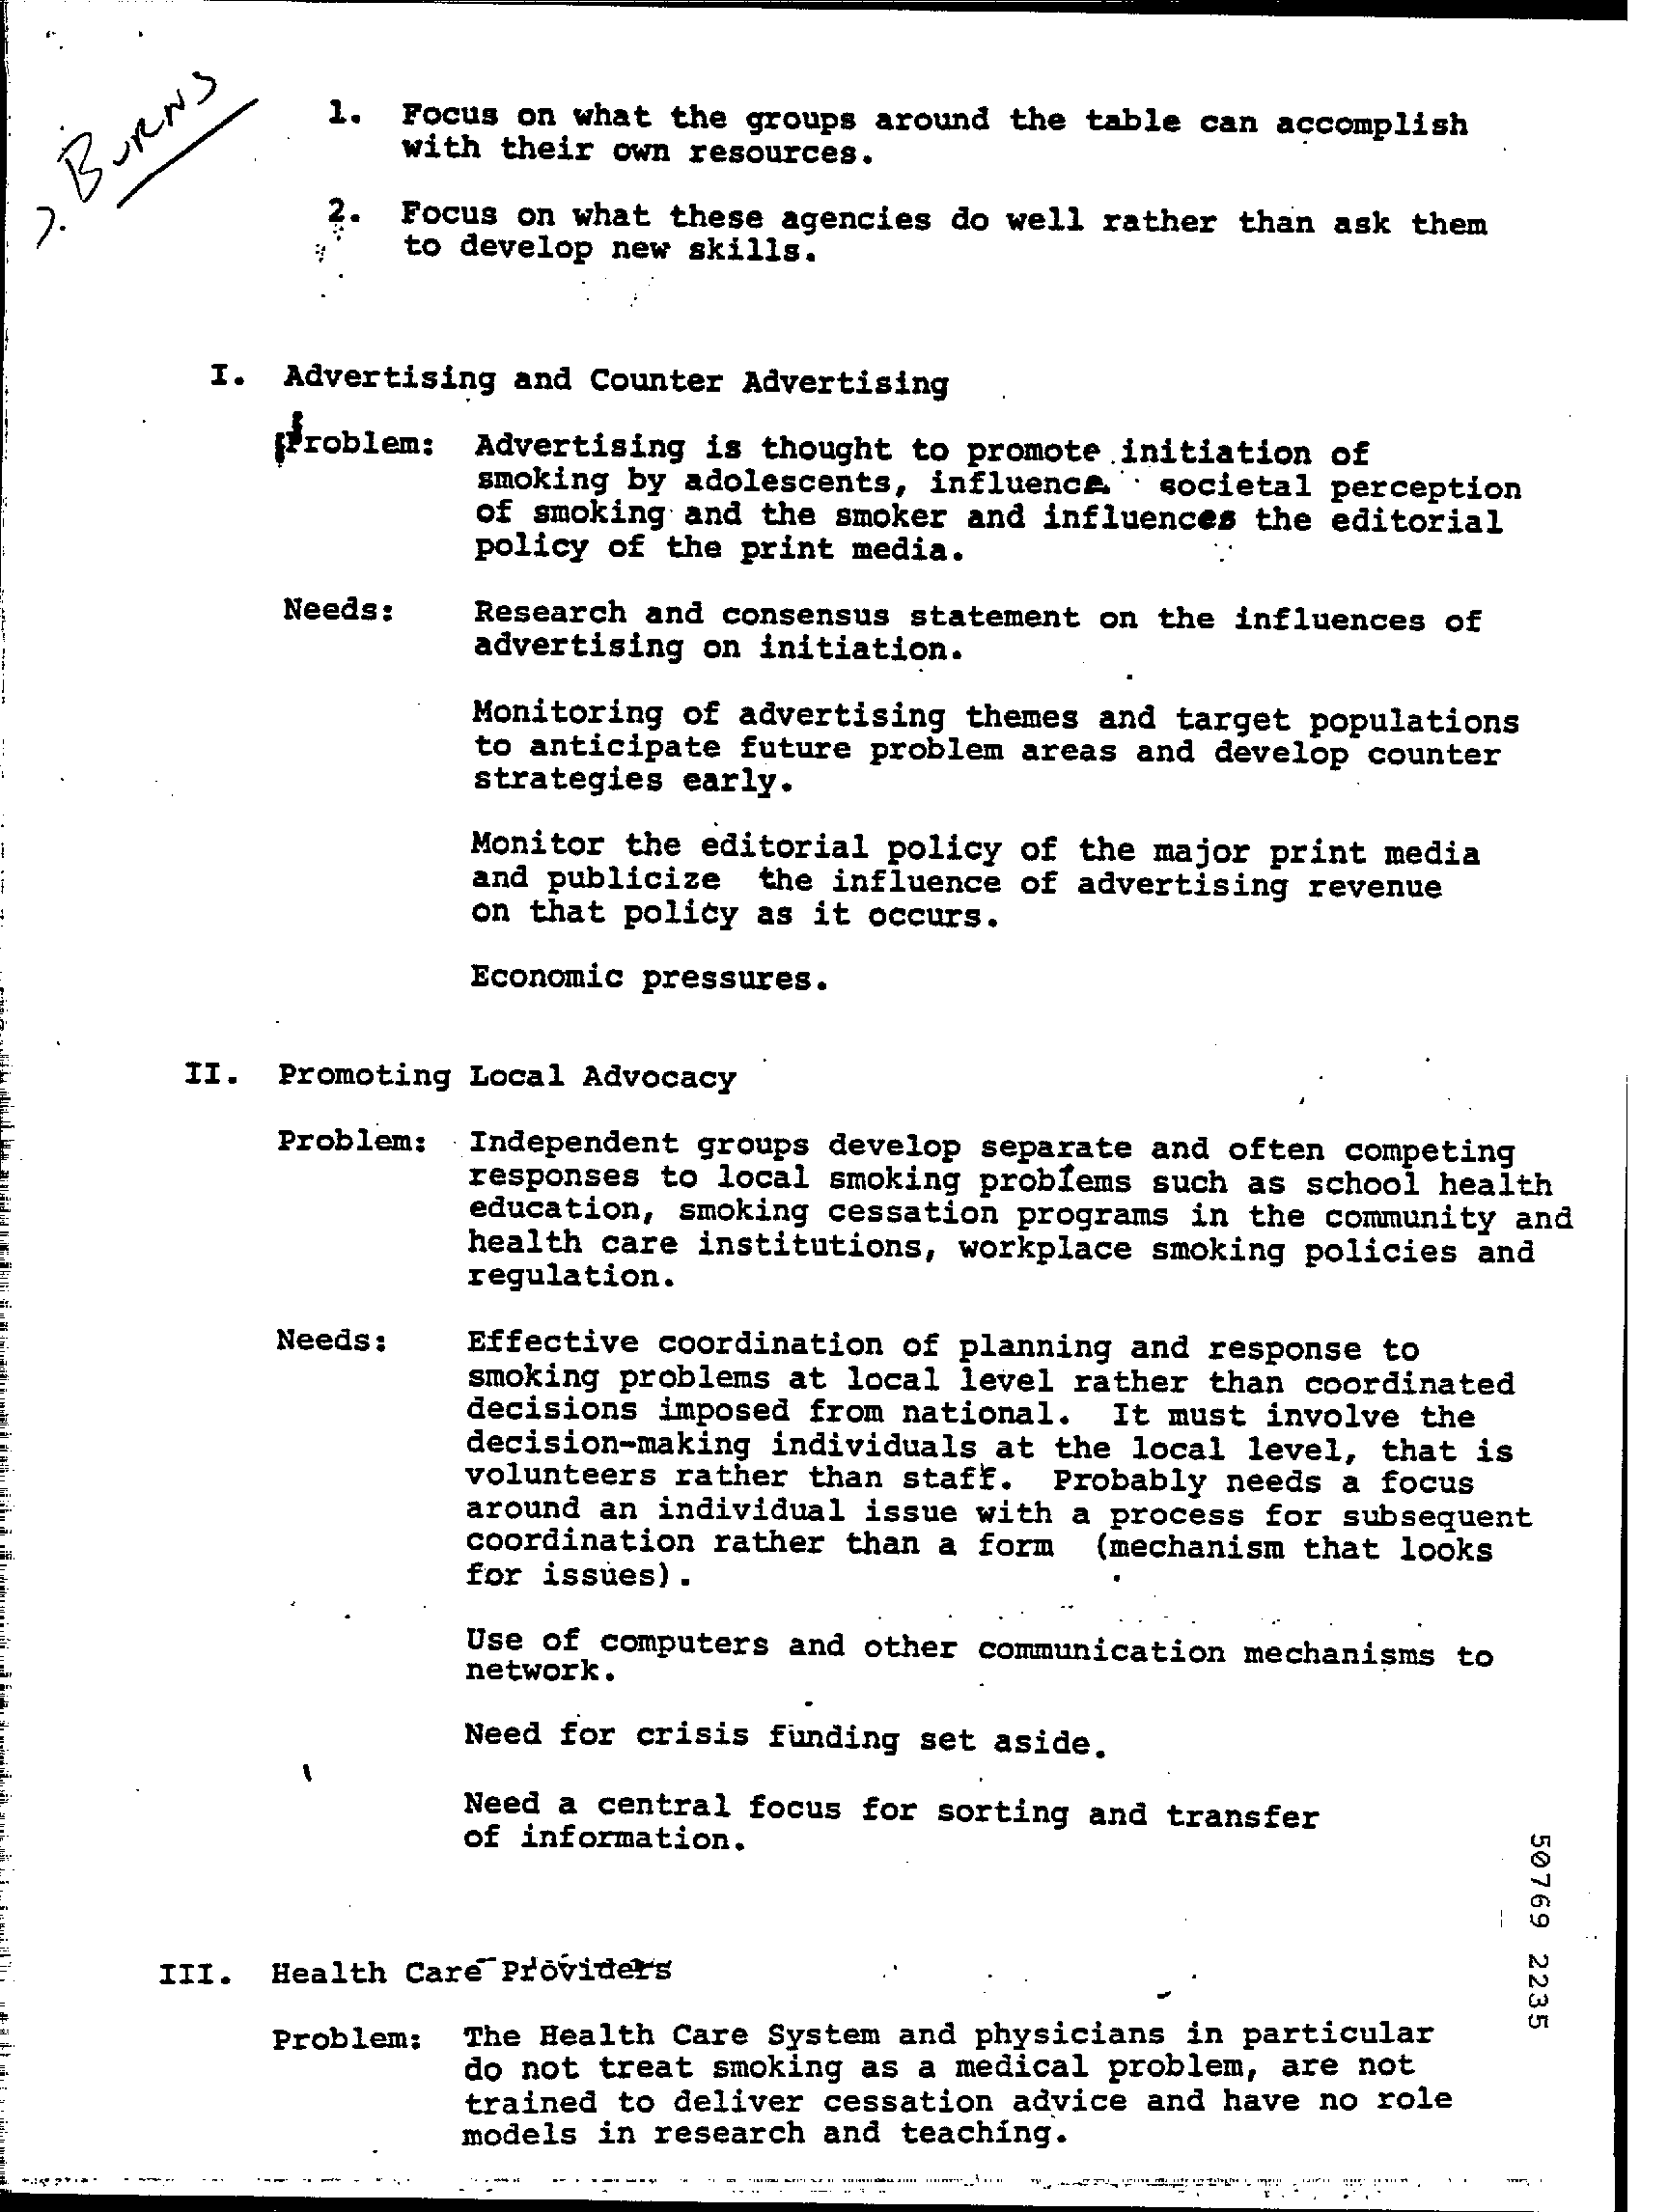 D. BURNS
1. Focus on what the groups around the table can accomplish
with their own resources.
2. Focus on what these agencies do well rather than ask them
to develop new skills.
I. Advertising and Counter Advertising
Problem: Advertising is thought to promote initiation of
smoking by adolescents, influence societal perception
of smoking and the smoker and influences the editorial
policy of the print media.
Needs: Research and consensus statement on the influences of
advertising on initiation.
Monitoring of advertising themes and target populations
to anticipate future problem areas and develop counter
strategies early.
Monitor the editorial policy of the major print media
and publicize the influence of advertising revenue
on that policy as it occurs.
Economic pressures.
II. Promoting Local Advocacy
Problem: Independent groups develop separate and often competing
responses to local smoking problems such as school health
education, smoking cessation programs in the community and
health care institutions, workplace smoking policies and
regulation.
Needs: Effective coordination of planning and response to
smoking problems at local level rather than coordinated
decisions imposed from national. It must involve the
decision-making individuals at the local level, that is
volunteers rather than staff. Probably needs a focus
around an individual issue with a process for subsequent
coordination rather than a form (mechanism that looks
for issues).
Use of computers and other communication mechanisms to
network.
Need for crisis funding set aside.
Need a central focus for sorting and transfer
of information.
III. Health Care Providers
Problem: The Health Care System and physicians in particular
do not treat smoking as a medical problem, are not
trained to deliver cessation advice and have no role
models in research and teaching.
50769 2235